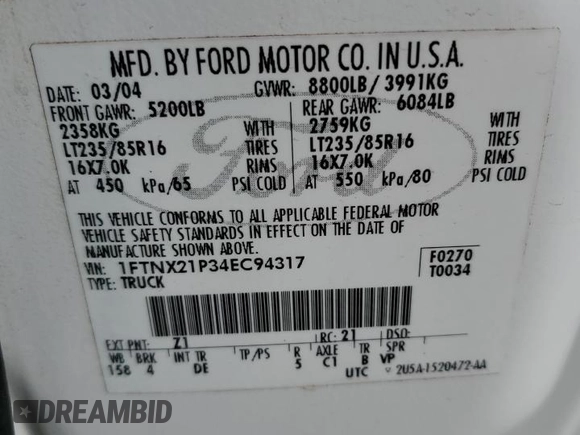 MFD. BY FORD MOTOR CO. IN U.S.A.
DATE: 03/04 GVWR: 8800LB/ 3991KG
FRONT GAWR: 5200LB REAR GAWR: 6084LB
2358KG WITH 2759KG WITH
LT235/85R16 TIRES LT235/85R16 TIRES
16X7.0K RIMS 16X7.0K RIMS
AT 450 kPa/65 PSI COLD AT 550 kPa/80 PSI COLD
Ford
THIS VEHICLE CONFORMS TO ALL APPLICABLE FEDERAL MOTOR
VEHICLE SAFETY STANDARDS IN EFFECT ON THE DATE OF
MANUFACTURE SHOWN ABOVE.
VIN: 1FTNX21P34EC94317 F0270
TYPE: TRUCK T0034
EXT PNT: Z1 RC: 21 DSO:
WB BRK INT TR TP/PS R AXLE TR SPR
158 4 DE 5 C1 B VP
UTC 2U5A-1520472-AA
DREAMBID